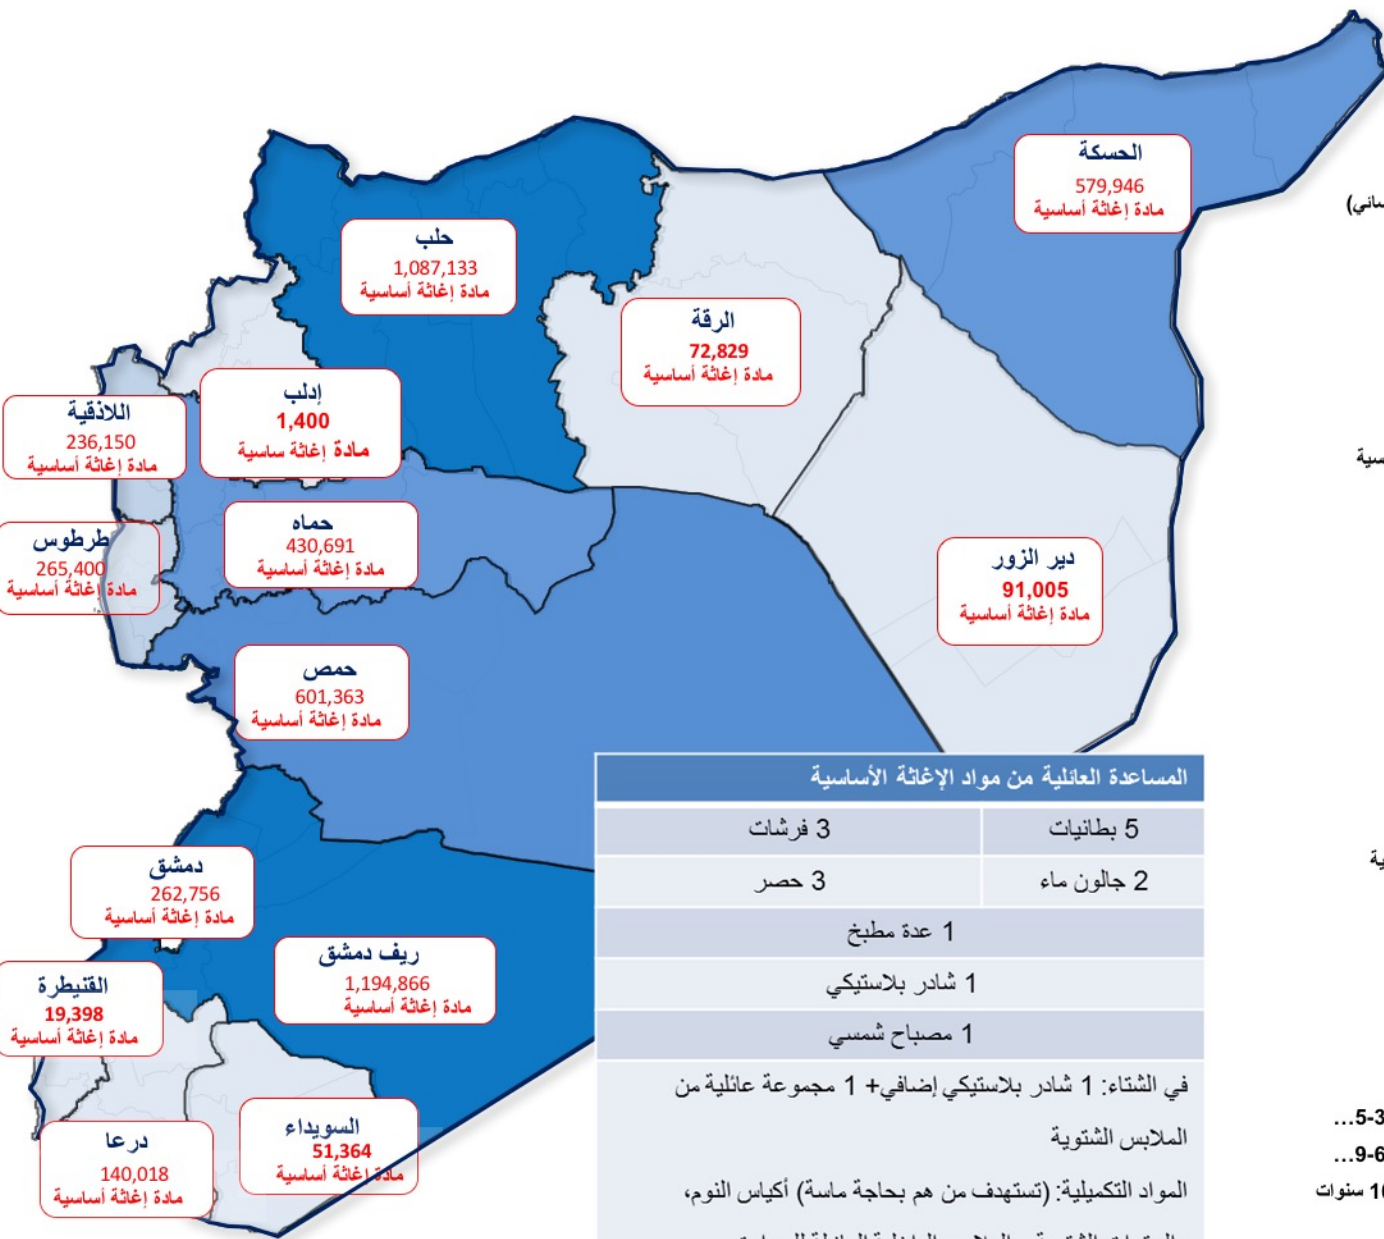 الحسكة
579,946
مادة إغاثة أساسية
حلب
1,087,133
مادة إغاثة أساسية
الرقة
72,829
مادة إغاثة أساسية
إدلب
1,400
مادة إغاثة ساسية
اللاذقية
236,150
مادة إغاثة أساسية
حماه
430,691
مادة إغاثة أساسية
طرطوس
265,400
مادة إغاثة أساسية
دير الزور
91,005
مادة إغاثة أساسية
حمص
601,363
مادة إغاثة أساسية
دمشق
262,756
مادة إغاثة أساسية
ريف دمشق
1,194,866
مادة إغاثة أساسية
القنيطرة
19,398
مادة إغاثة أساسية
درعا
140,018
مادة إغاثة أساسية
السويداء
51,364
مادة إغاثة أساسية
المساعدة العائلية من مواد الإغاثة الأساسية
5 بطانيات 3 فرشات
2 جالون ماء 3 حصر
1 عدة مطبخ
1 شادر بلاستيكي
1 مصباح شمسي
في الشتاء: 1 شادر بلاستيكي إضافي+ 1 مجموعة عائلية من
الملابس الشتوية
المواد التكميلية: (تستهدف من هم بحاجة ماسة) أكياس النوم،
5-3...
9-6...
سنوات